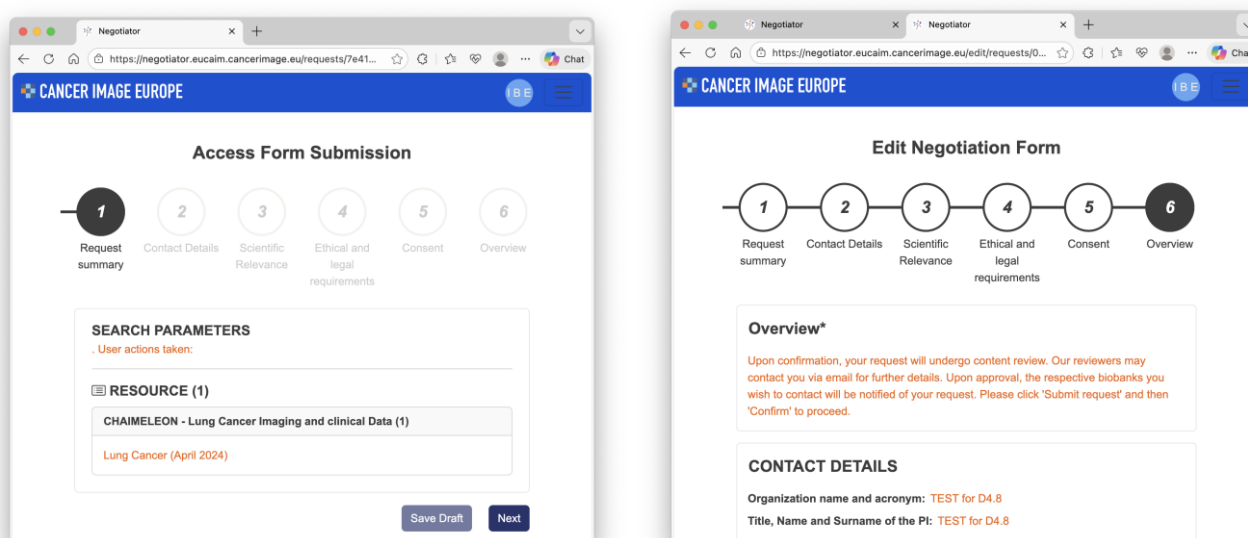 Negotiator
https://negotiator.eucaim.cancerimage.eu/requests/7e41...
Chat
CANCER IMAGE EUROPE
I B E
Access Form Submission
1
2
3
4
5
6
Request summary
Contact Details
Scientific Relevance
Ethical and legal requirements
Consent
Overview
SEARCH PARAMETERS
. User actions taken:
RESOURCE (1)
CHAIMELEON - Lung Cancer Imaging and clinical Data (1)
Lung Cancer (April 2024)
Save Draft
Next
Negotiator
Negotiator
https://negotiator.eucaim.cancerimage.eu/edit/requests/0...
Cha
CANCER IMAGE EUROPE
I B E
Edit Negotiation Form
1
2
3
4
5
6
Request summary
Contact Details
Scientific Relevance
Ethical and legal requirements
Consent
Overview
Overview*
Upon confirmation, your request will undergo content review. Our reviewers may
contact you via email for further details. Upon approval, the respective biobanks you
wish to contact will be notified of your request. Please click 'Submit request' and then
'Confirm' to proceed.
CONTACT DETAILS
Organization name and acronym: TEST for D4.8
Title, Name and Surname of the PI: TEST for D4.8